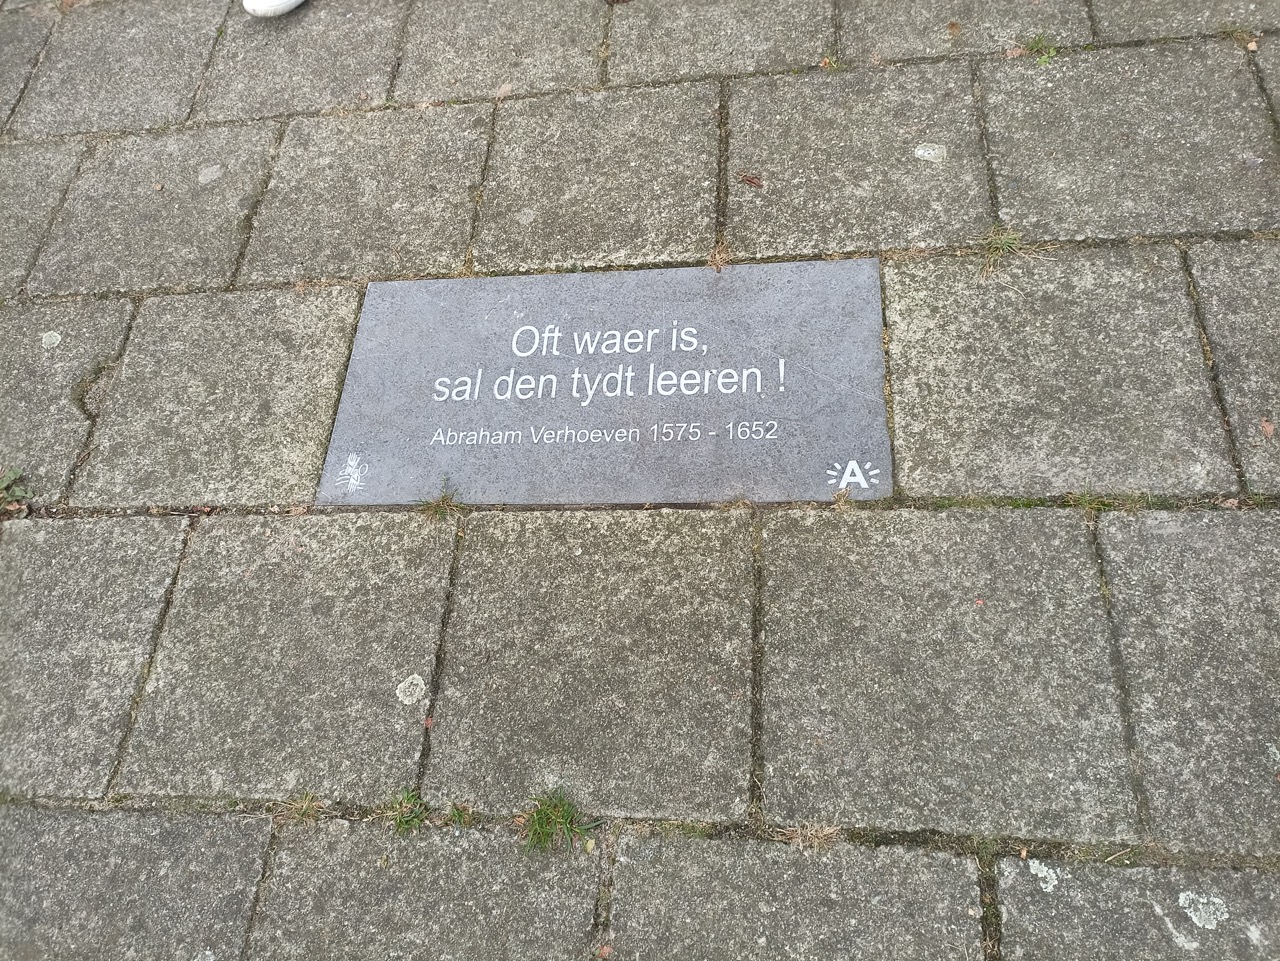 Oft waer is,
sal den tydt leeren !
Abraham Verhoeven 1575 - 1652
A